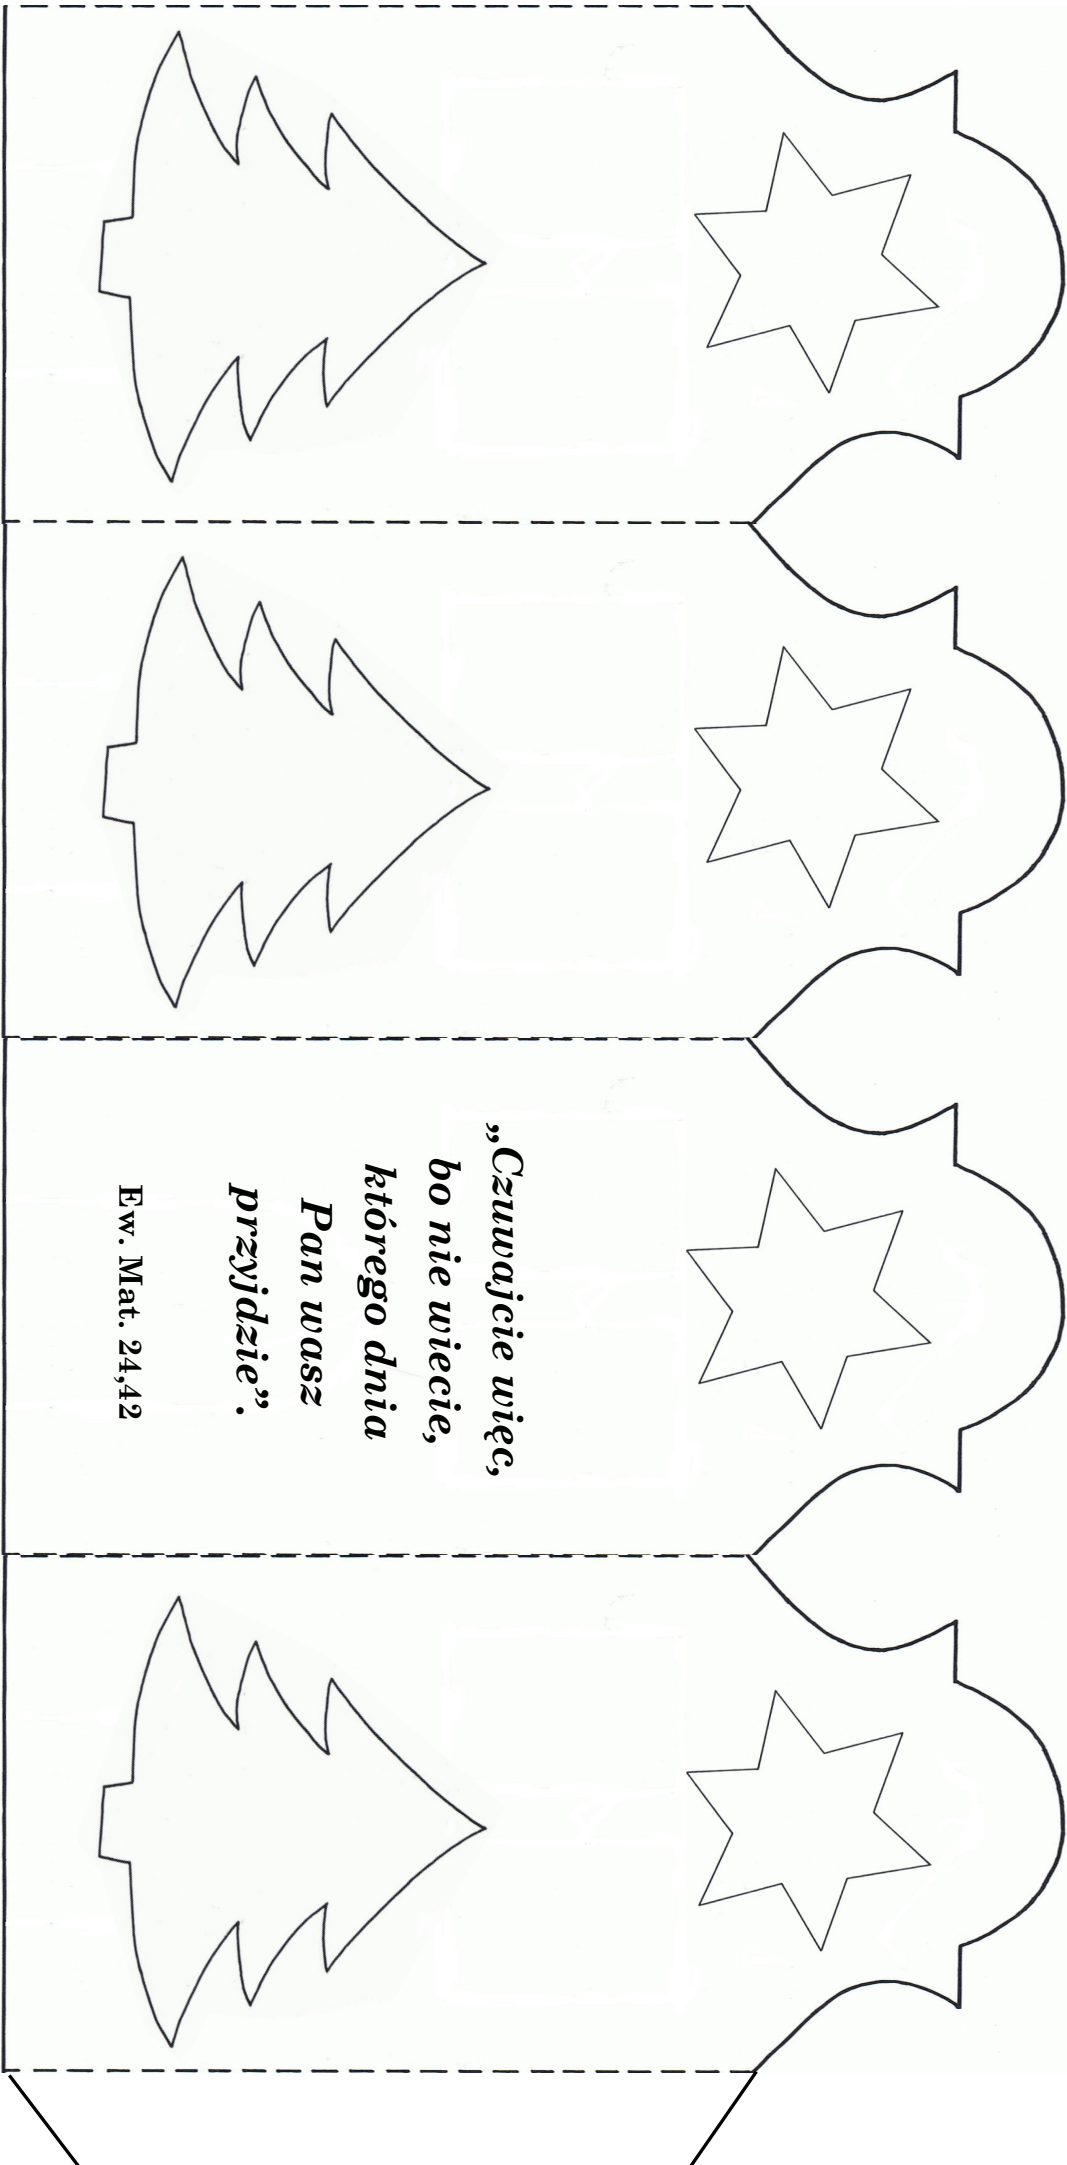 „Czuwajcie więc,
bo nie wiecie,
którego dnia
Pan wasz
przyjdzie”.
Ew. Mat. 24,42